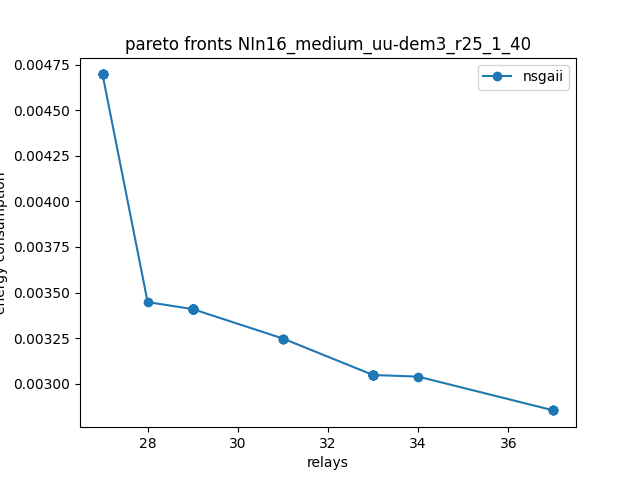 pareto fronts NIn16_medium_uu-dem3_r25_1_40
nsgaii
0.00475
0.00450
0.00425
0.00400
0.00375
0.00350
0.00325
0.00300
energy consumption
28 30 32 34 36
relays